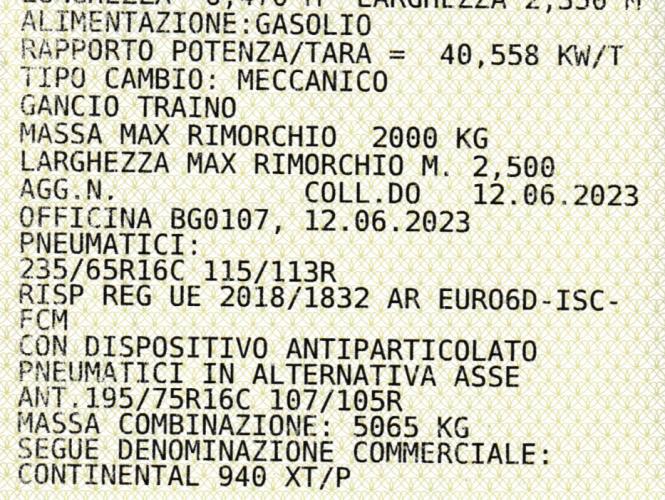 LARGHEZZA 2,350 M
ALIMENTAZIONE:GASOLIO
RAPPORTO POTENZA/TARA = 40,558 KW/T
TIPO CAMBIO: MECCANICO
GANCIO TRAINO
MASSA MAX RIMORCHIO 2000 KG
LARGHEZZA MAX RIMORCHIO M. 2,500
AGG.N. COLL.DO 12.06.2023
OFFICINA BG0107, 12.06.2023
PNEUMATICI:
235/65R16C 115/113R
RISP REG UE 2018/1832 AR EURO6D-ISC-
FCM
CON DISPOSITIVO ANTIPARTICOLATO
PNEUMATICI IN ALTERNATIVA ASSE
ANT.195/75R16C 107/105R
MASSA COMBINAZIONE: 5065 KG
SEGUE DENOMINAZIONE COMMERCIALE:
CONTINENTAL 940 XT/P